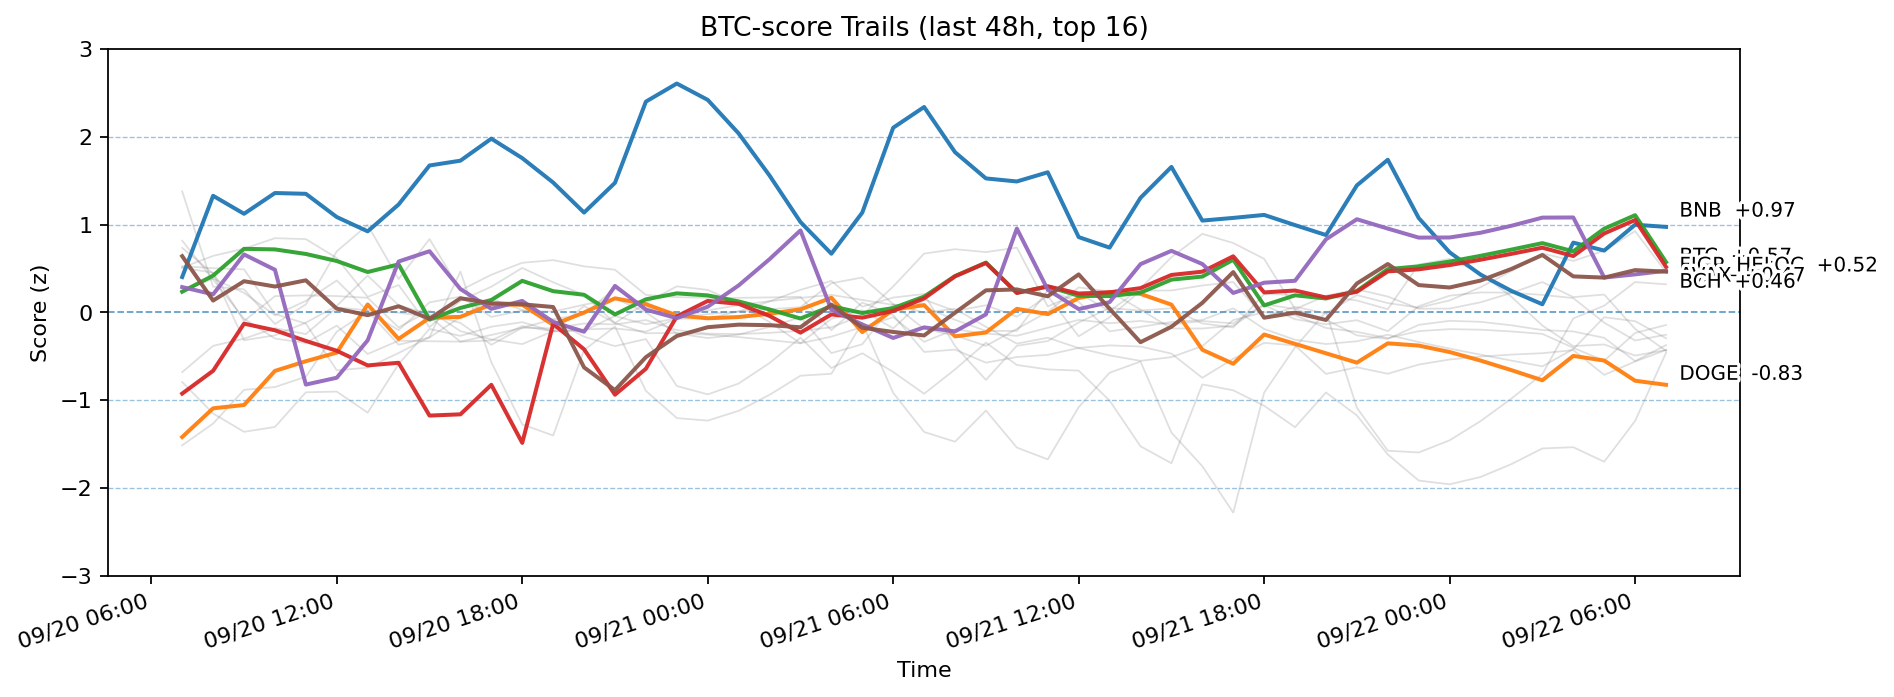 BTC-score Trails (last 48h, top 16)
3
2
1
0
−1
−2
−3
Score (z)
BNB +0.97
+0.52
BCH +0.46
DOGE -0.83
09/20 06:00
09/20 12:00
09/20 18:00
09/21 00:00
09/21 06:00
09/21 12:00
09/21 18:00
09/22 00:00
09/22 06:00
Time